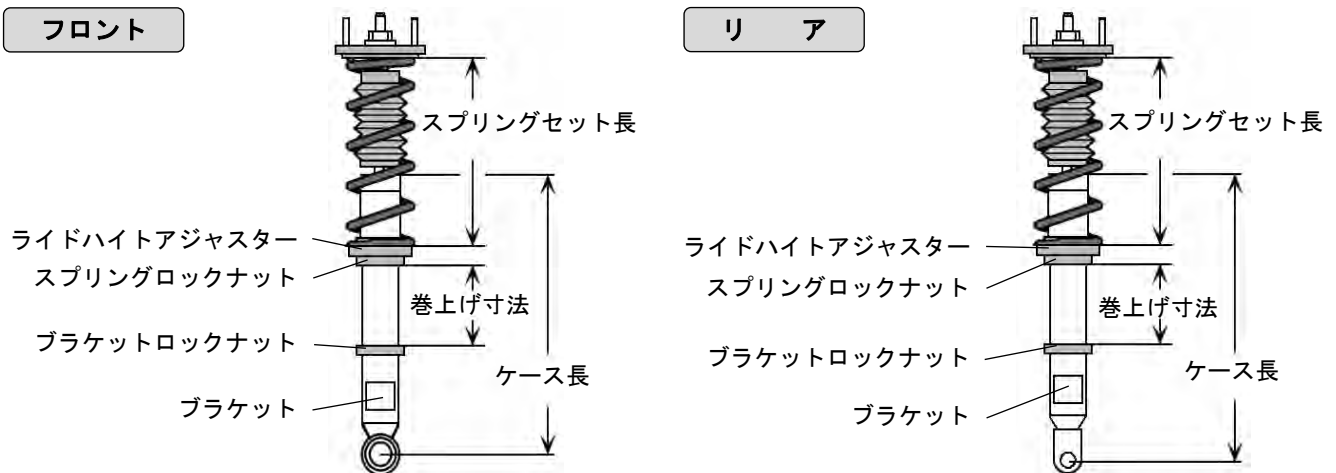 フロント
スプリングセット長
ライドハイトアジャスター
スプリングロックナット
巻上げ寸法
ブラケットロックナット
ケース長
ブラケット
リ ア
スプリングセット長
ライドハイトアジャスター
スプリングロックナット
巻上げ寸法
ブラケットロックナット
ケース長
ブラケット